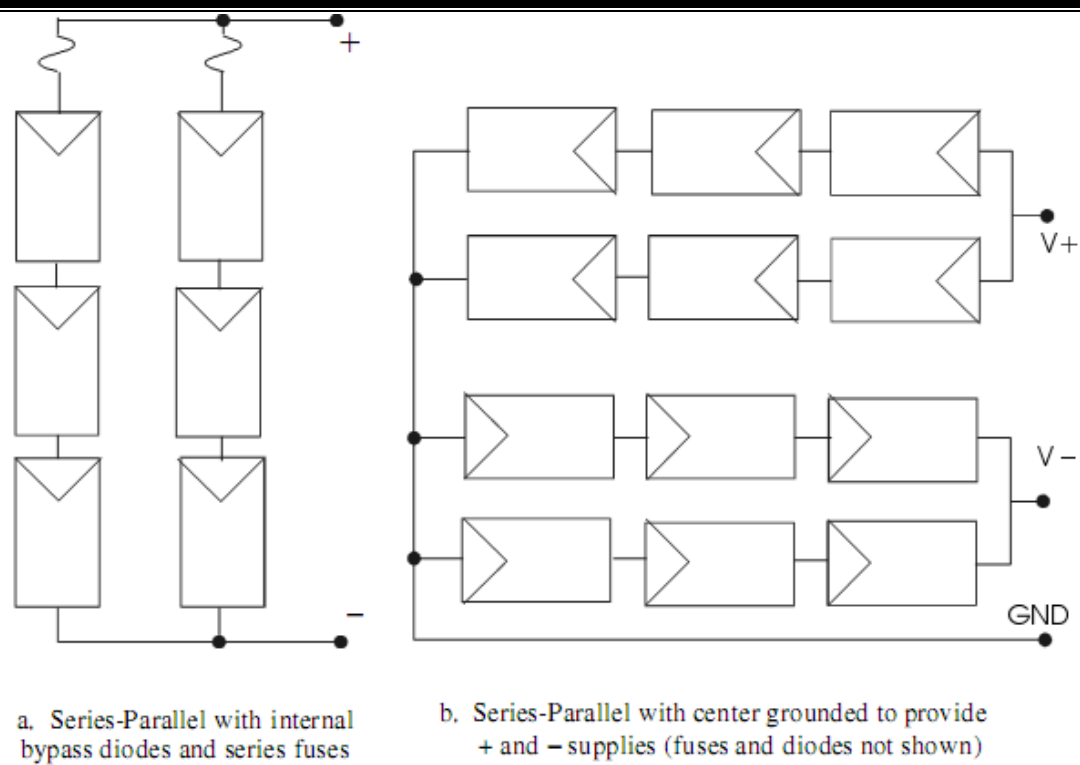 +
−
V+
V−
GND
a. Series-Parallel with internal
bypass diodes and series fuses
b. Series-Parallel with center grounded to provide
+ and − supplies (fuses and diodes not shown)